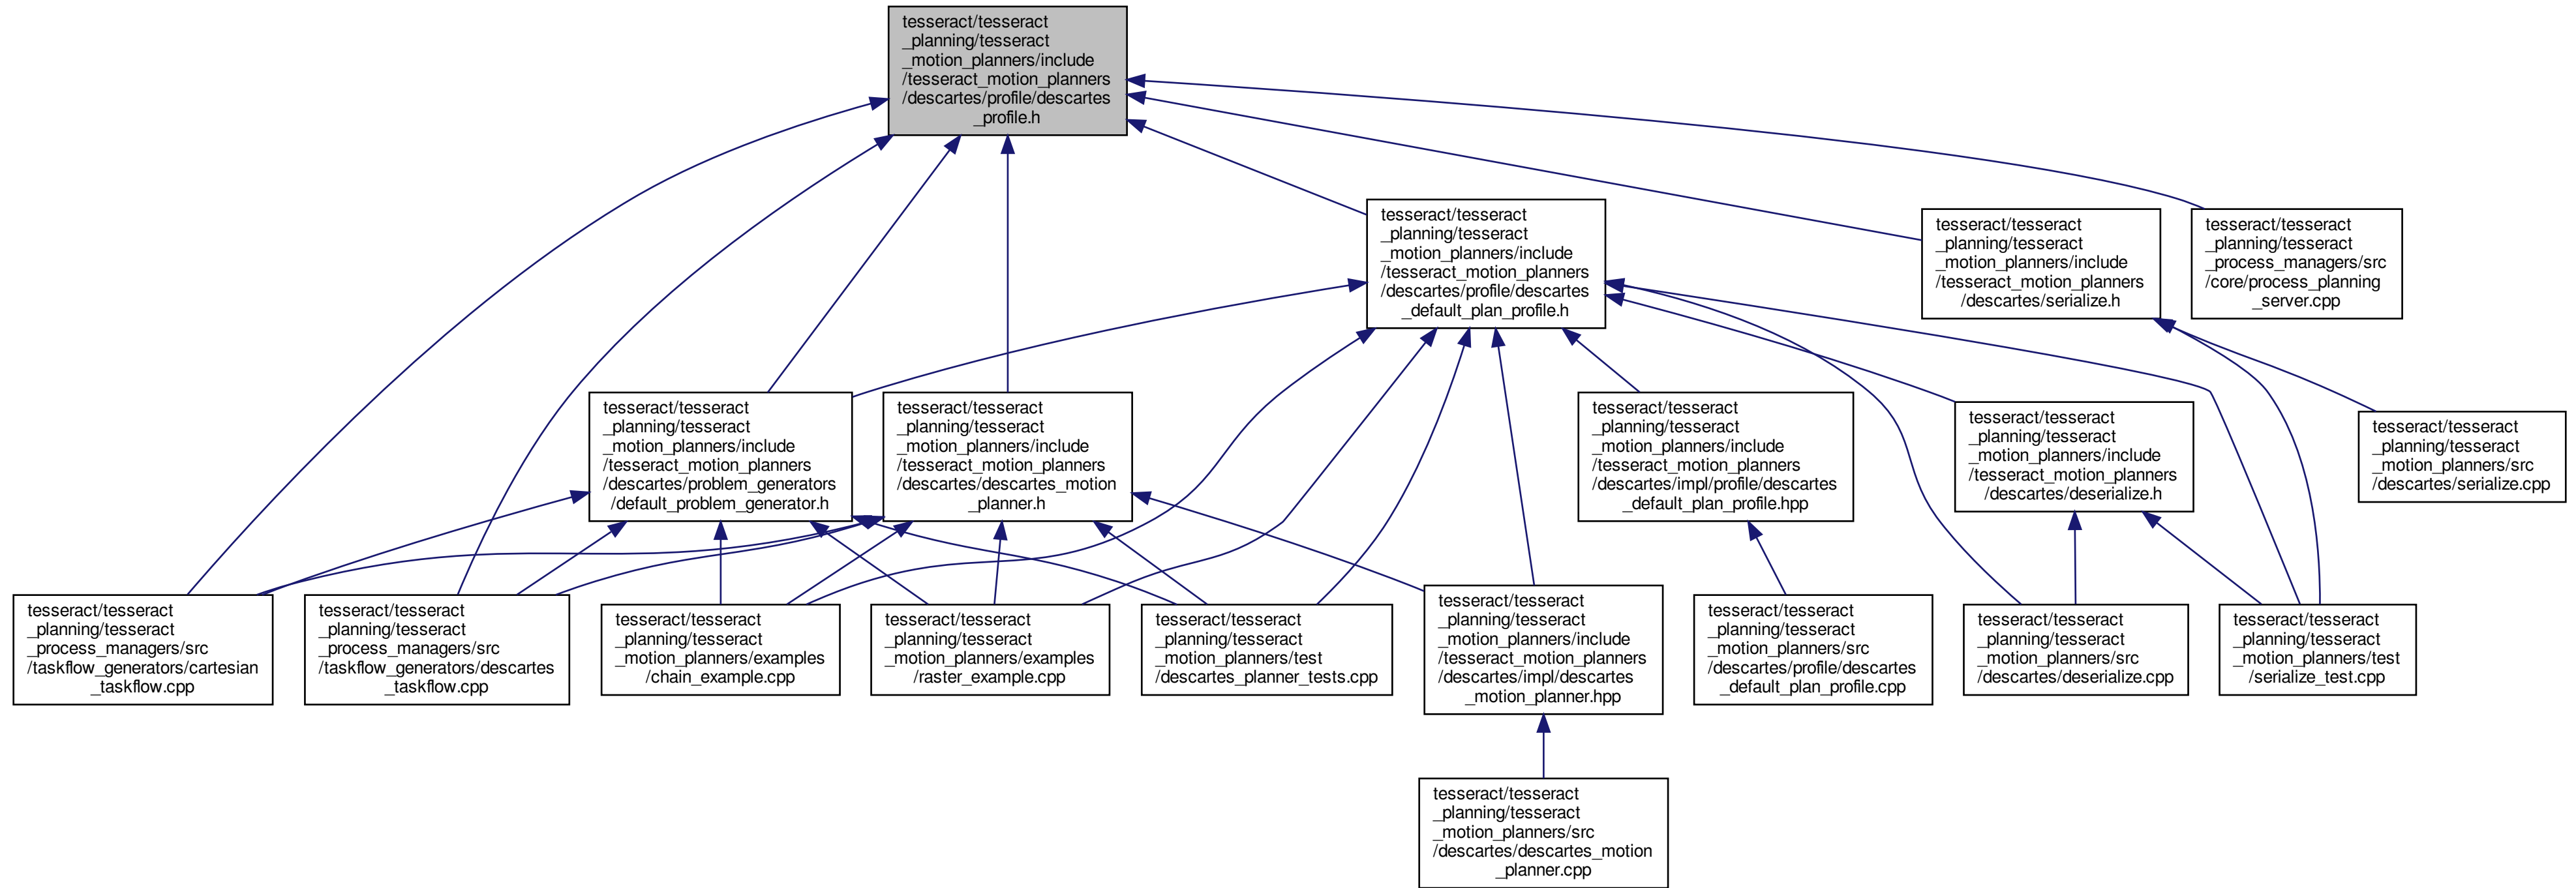 tesseract/tesseract
_planning/tesseract
_motion_planners/include
/tesseract_motion_planners
/descartes/profile/descartes
_profile.h
tesseract/tesseract
_planning/tesseract
_motion_planners/include
/tesseract_motion_planners
/descartes/profile/descartes
_default_plan_profile.h
tesseract/tesseract
_planning/tesseract
_motion_planners/include
/tesseract_motion_planners
/descartes/serialize.h
tesseract/tesseract
_planning/tesseract
_process_managers/src
/core/process_planning
_server.cpp
tesseract/tesseract
_planning/tesseract
_motion_planners/include
/tesseract_motion_planners
/descartes/problem_generators
/default_problem_generator.h
tesseract/tesseract
_planning/tesseract
_motion_planners/include
/tesseract_motion_planners
/descartes/descartes_motion
_planner.h
tesseract/tesseract
_planning/tesseract
_motion_planners/include
/tesseract_motion_planners
/descartes/impl/profile/descartes
_default_plan_profile.hpp
tesseract/tesseract
_planning/tesseract
_motion_planners/include
/tesseract_motion_planners
/descartes/deserialize.h
tesseract/tesseract
_planning/tesseract
_motion_planners/src
/descartes/serialize.cpp
tesseract/tesseract
_planning/tesseract
_process_managers/src
/taskflow_generators/cartesian
_taskflow.cpp
tesseract/tesseract
_planning/tesseract
_process_managers/src
/taskflow_generators/descartes
_taskflow.cpp
tesseract/tesseract
_planning/tesseract
_motion_planners/examples
/chain_example.cpp
tesseract/tesseract
_planning/tesseract
_motion_planners/examples
/raster_example.cpp
tesseract/tesseract
_planning/tesseract
_motion_planners/test
/descartes_planner_tests.cpp
tesseract/tesseract
_planning/tesseract
_motion_planners/include
/tesseract_motion_planners
/descartes/impl/descartes
_motion_planner.hpp
tesseract/tesseract
_planning/tesseract
_motion_planners/src
/descartes/profile/descartes
_default_plan_profile.cpp
tesseract/tesseract
_planning/tesseract
_motion_planners/src
/descartes/deserialize.cpp
tesseract/tesseract
_planning/tesseract
_motion_planners/test
/serialize_test.cpp
tesseract/tesseract
_planning/tesseract
_motion_planners/src
/descartes/descartes_motion
_planner.cpp